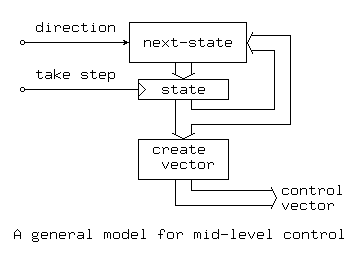 direction
next-state
take step
state
create
vector
control
vector
A general model for mid-level control